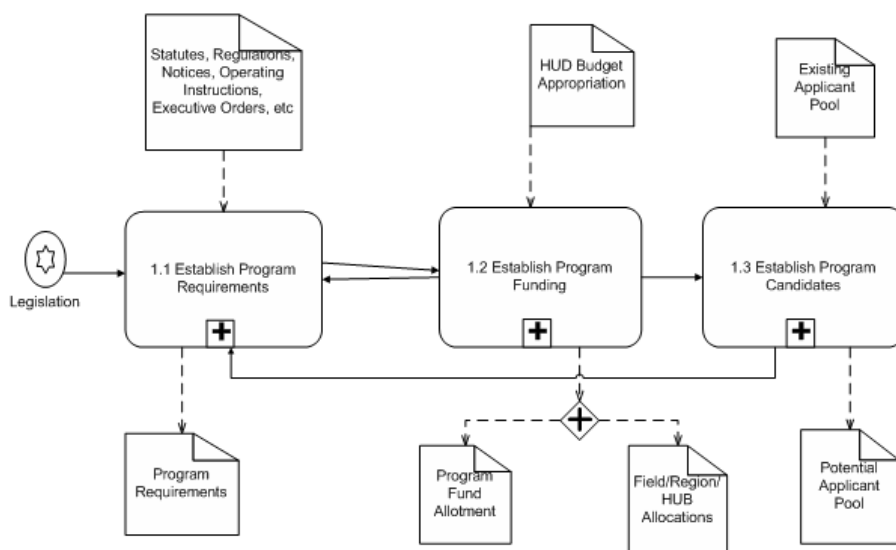 Statutes, Regulations,
Notices, Operating
Instructions,
Executive Orders, etc
HUD Budget
Appropriation
Existing
Applicant
Pool
Legislation
1.1 Establish Program
Requirements
1.2 Establish Program
Funding
1.3 Establish Program
Candidates
Program
Requirements
Program
Fund
Allotment
Field/Region/
HUB
Allocations
Potential
Applicant
Pool